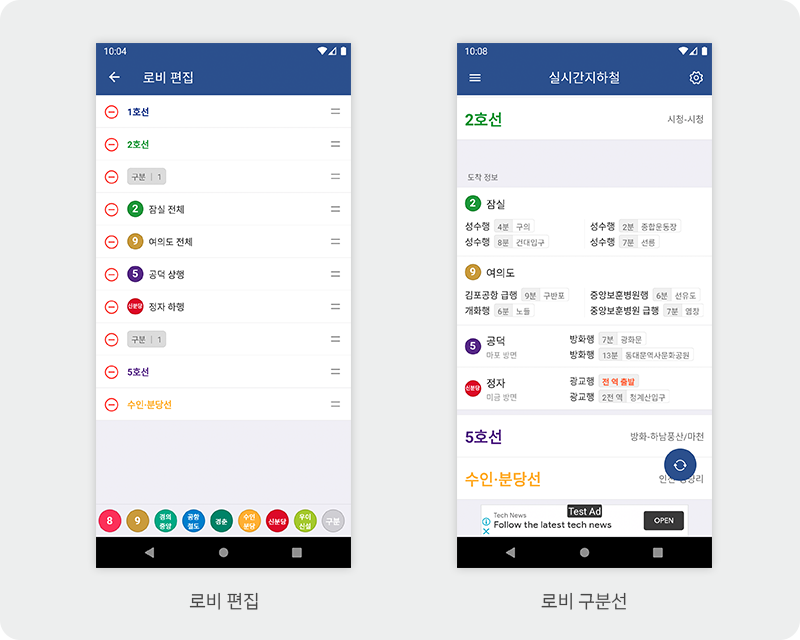 10:04
로비 편집
1호선
2호선
구분 | 1
2 잠실 전체
9 여의도 전체
5 공덕 상행
신분당 정자 하행
구분 | 1
5호선
수인·분당선
8 9 경의중앙 공항철도 경춘 수인분당 신분당 우이신설 구분
로비 편집
10:08
실시간지하철
2호선 시청-시청
도착 정보
2 잠실
성수행 4분 구의 성수행 2분 종합운동장
성수행 8분 건대입구 성수행 7분 선릉
9 여의도
김포공항 급행 9분 구반포 중앙보훈병원행 6분 선유도
개화행 6분 노들 중앙보훈병원 급행 7분 염창
5 공덕 방화행 7분 광화문
마포 방면 방화행 13분 동대문역사문화공원
신분당 정자 광교행 전 역 출발
미금 방면 광교행 2전 역 청계산입구
5호선 방화-하남풍산/마천
수인·분당선
Tech News
Test Ad
Follow the latest tech news
OPEN
로비 구분선